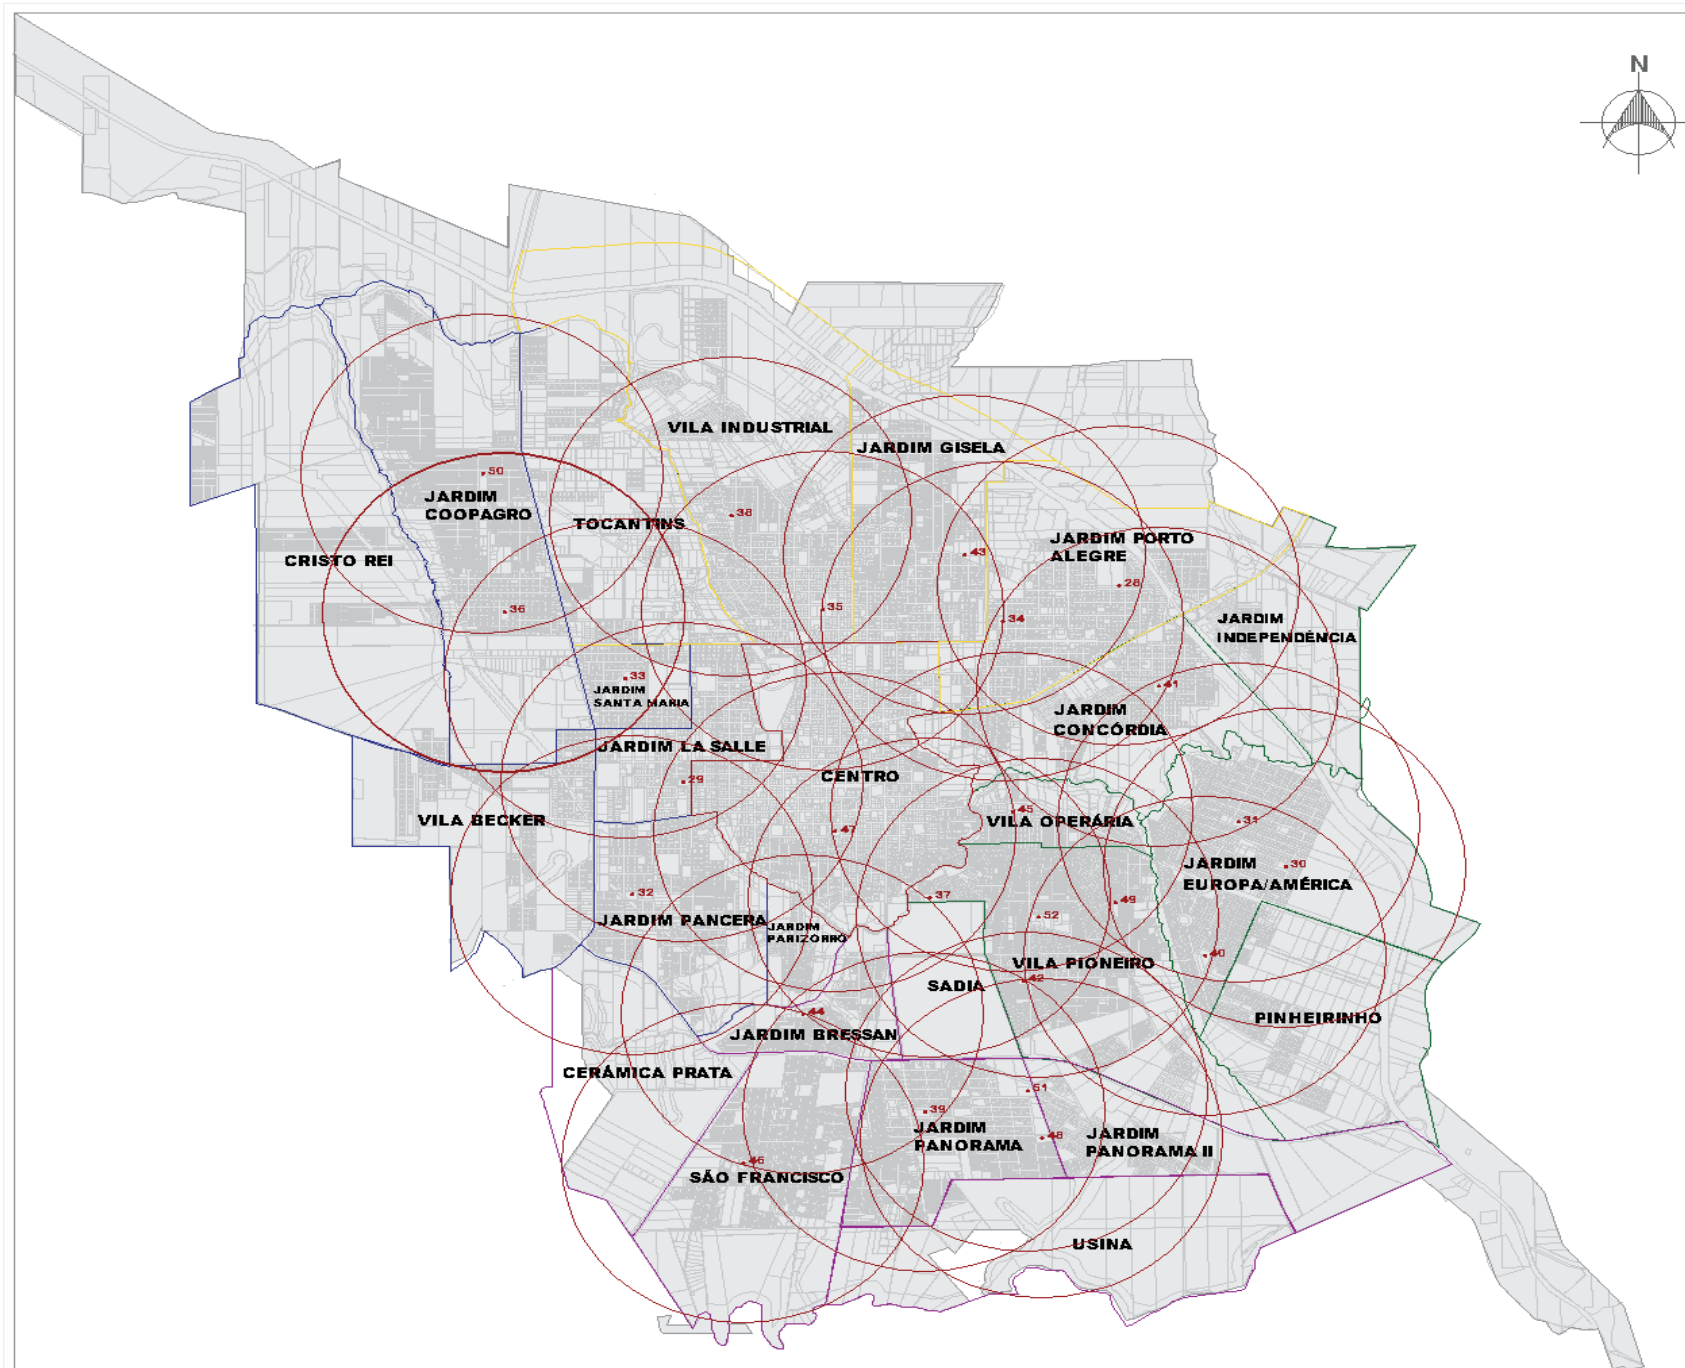 N
VILA INDUSTRIAL
JARDIM GISELA
50
JARDIM
COOPAGRO
38
TOCANTINS
JARDIM PORTO
ALEGRE
43
CRISTO REI
28
36
35
34
JARDIM
INDEPENDÊNCIA
33
JARDIM
SANTA MARIA
41
JARDIM
CONCÓRDIA
JARDIM LA SALLE
29
CENTRO
45
VILA OPERÁRIA
31
VILA BECKER
47
30
JARDIM
EUROPA/AMÉRICA
32
37
49
52
JARDIM PANCERA
JARDIM
PARIZOTTO
40
VILA PIONEIRO
42
SADIA
44
PINHEIRINHO
JARDIM BRESSAN
CERÂMICA PRATA
51
39
JARDIM
PANORAMA
48
JARDIM
PANORAMA II
46
SÃO FRANCISCO
USINA